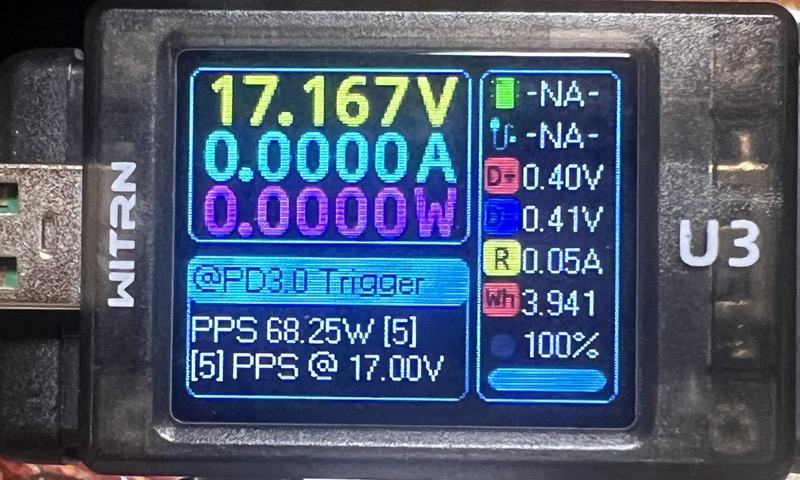 WITRN
17.167V
0.0000A
0.0000W
@PD3.0 Trigger
PPS 68.25W [5]
[5] PPS @ 17.00V
-NA-
-NA-
D+ 0.40V
D- 0.41V
R 0.05A
Wh 3.941
100%
U3